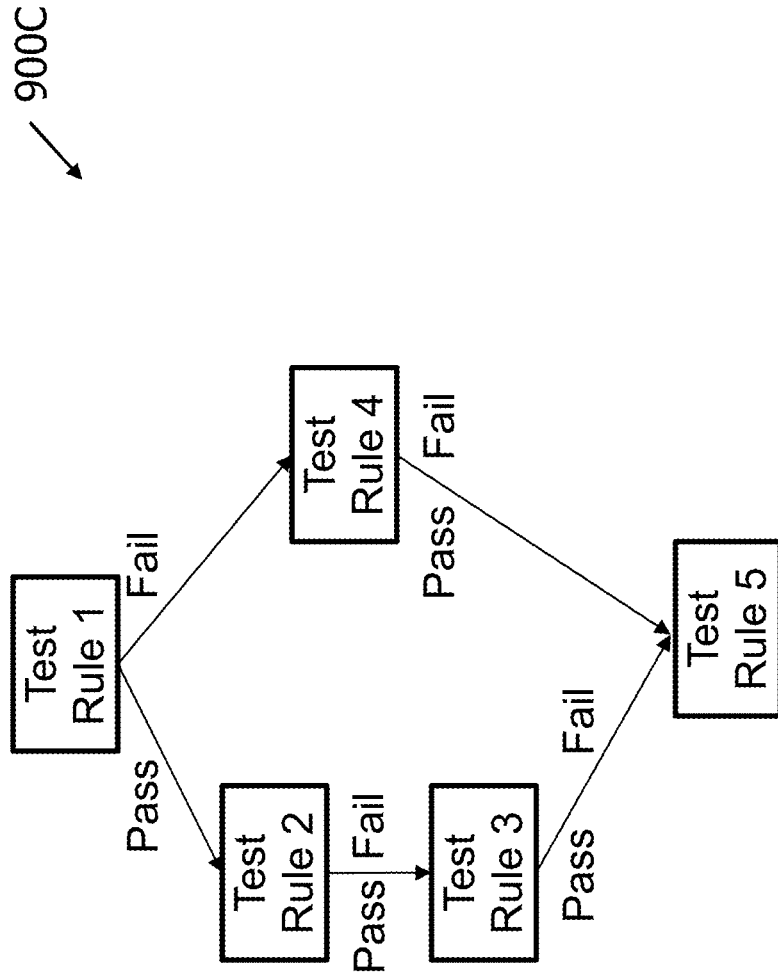 900C
Test
Rule 1
Pass
Fail
Test
Rule 2
Test
Rule 4
Pass
Fail
Pass
Fail
Test
Rule 3
Pass
Fail
Test
Rule 5